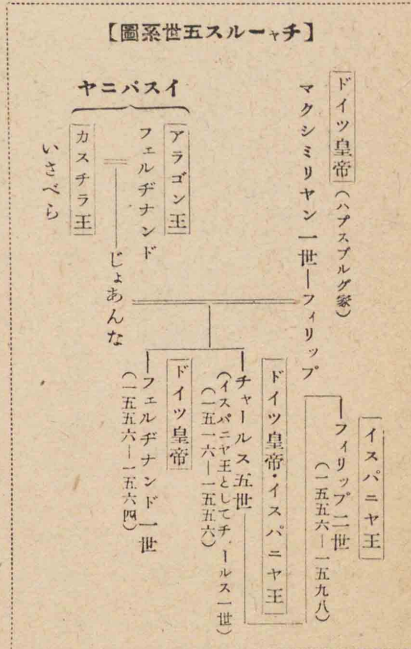 【圖系世五スルーャチ】
ドイツ皇帝(ハプスブルグ家)
マクシミリヤン一世―フィリップ
ヤニパスイ
アラゴン王
フェルヂナンド
じょあんな
カスチラ王
いさべら
イスパニヤ王
フィリップ二世
(一五五六―一五九八)
ドイツ皇帝・イスパニヤ王
チャールス五世
(イスパニヤ王としてチャールス一世)
(一五一六―一五五六)
ドイツ皇帝
フェルヂナンド一世
(一五五六―一五六四)